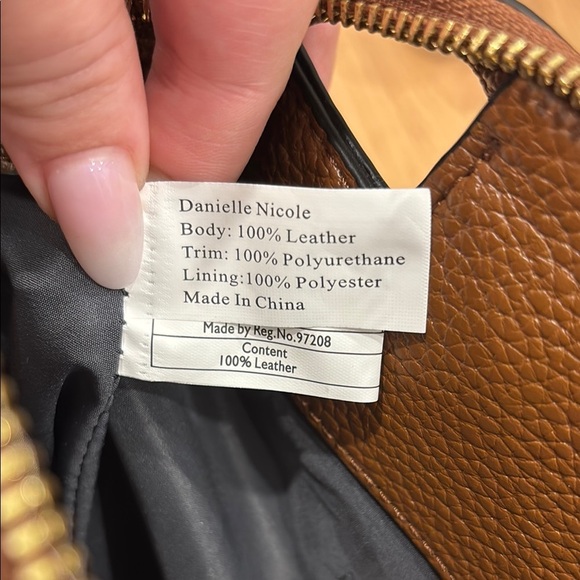 Danielle Nicole
Body: 100% Leather
Trim: 100% Polyurethane
Lining:100% Polyester
Made In China
Made by Reg.No.97208
Content
100% Leather